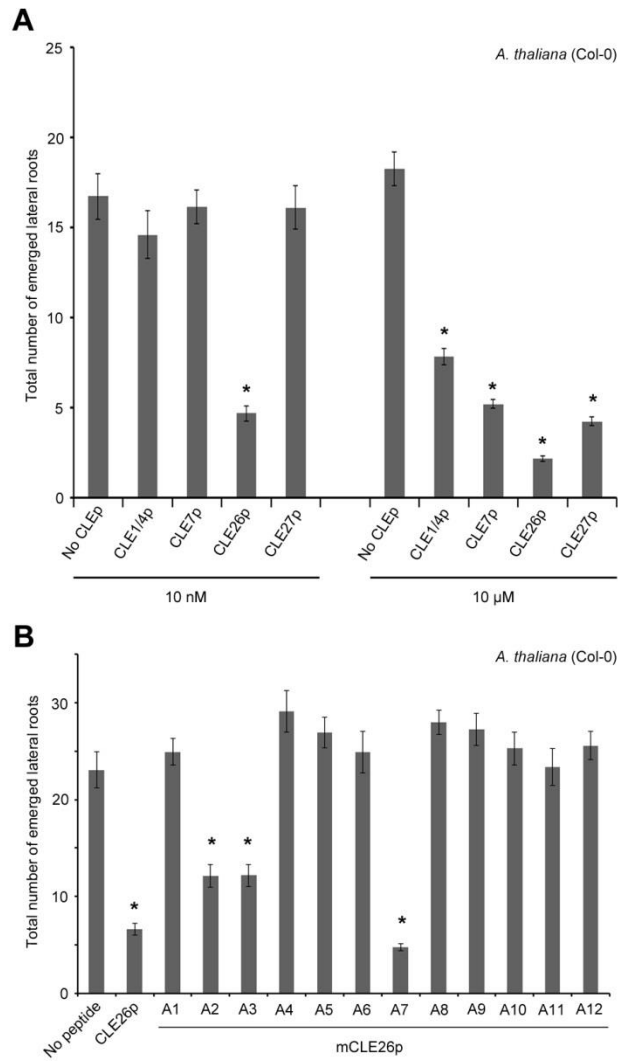 A
A. thaliana (Col-0)
Total number of emerged lateral roots
25
20
15
10
5
0
* * * * *
No CLEp CLE1/4p CLE7p CLE26p CLE27p No CLEp CLE1/4p CLE7p CLE26p CLE27p
10 nM 10 µM
B
A. thaliana (Col-0)
Total number of emerged lateral roots
30
20
10
0
* * * *
No peptide CLE26p A1 A2 A3 A4 A5 A6 A7 A8 A9 A10 A11 A12
mCLE26p